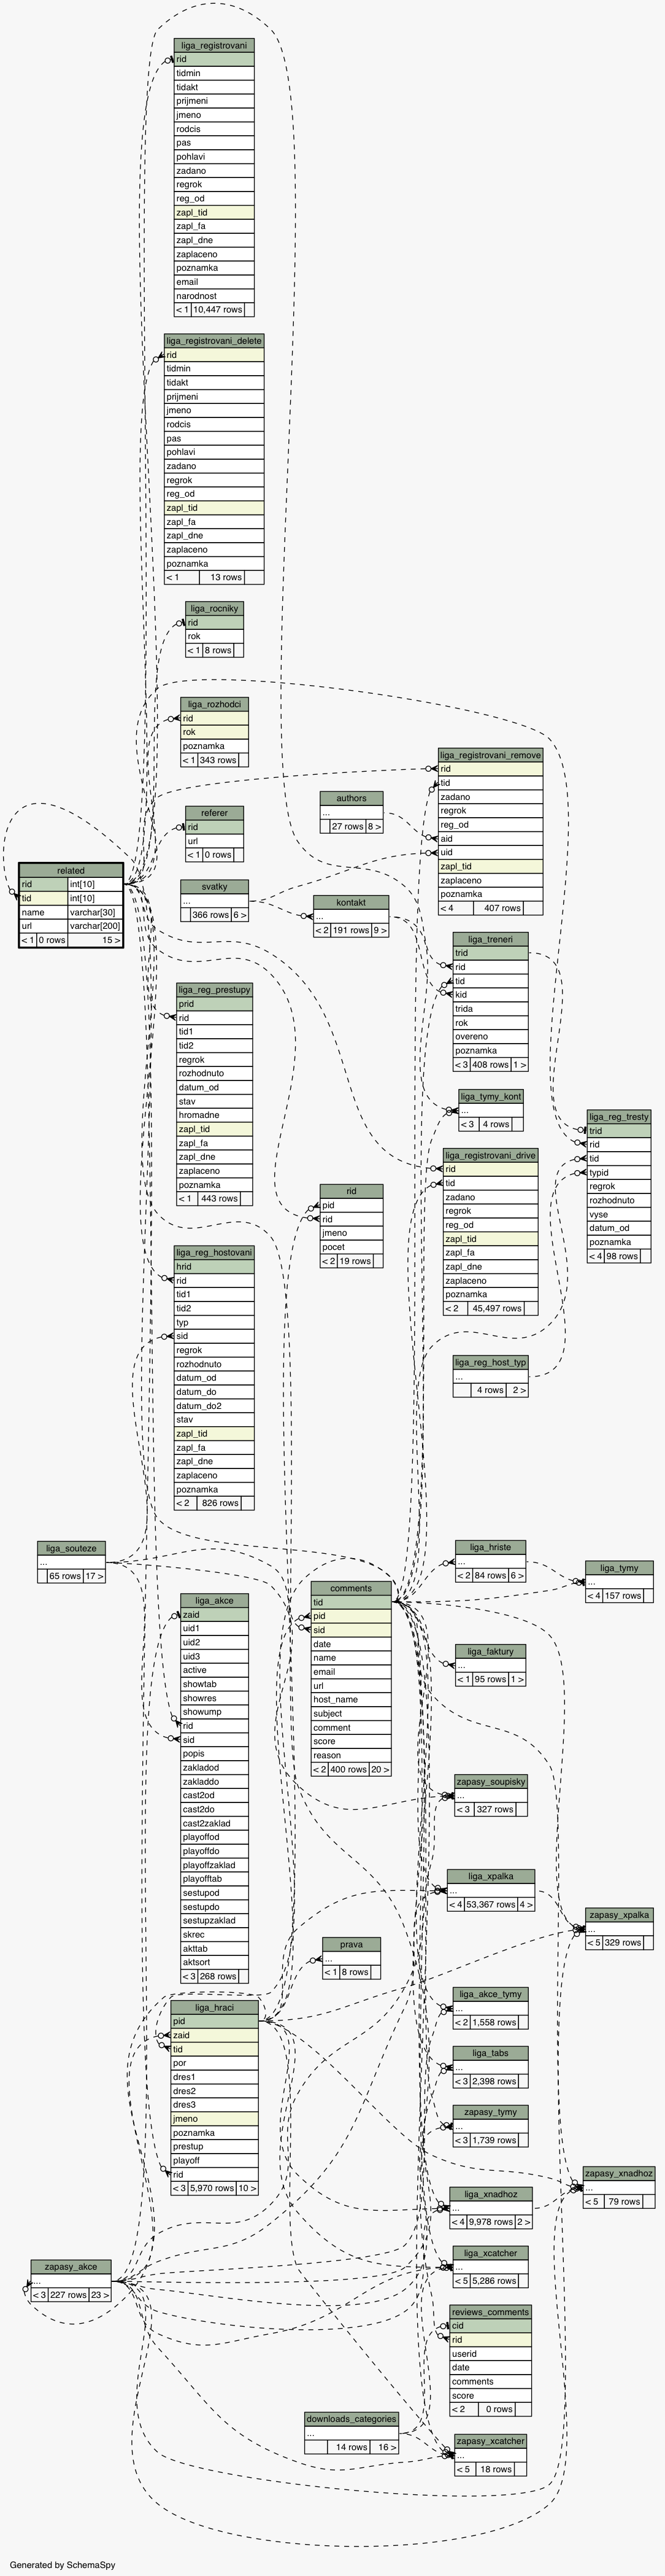 liga_registrovani
rid
tidmin
tidakt
prijmeni
jmeno
rodcis
pas
pohlavi
zadano
regrok
reg_od
zapl_tid
zapl_fa
zapl_dne
zaplaceno
poznamka
email
narodnost
< 1 10,447 rows
liga_registrovani_delete
rid
tidmin
tidakt
prijmeni
jmeno
rodcis
pas
pohlavi
zadano
regrok
reg_od
zapl_tid
zapl_fa
zapl_dne
zaplaceno
poznamka
< 1 13 rows
liga_rocniky
rid
rok
< 1 8 rows
liga_rozhodci
rid
rok
poznamka
< 1 343 rows
liga_registrovani_remove
rid
tid
zadano
regrok
reg_od
aid
uid
zapl_tid
zaplaceno
poznamka
< 4 407 rows
authors
...
27 rows 8 >
referer
rid
url
< 1 0 rows
related
rid int[10]
tid int[10]
name varchar[30]
url varchar[200]
< 1 0 rows 15 >
svatky
...
366 rows 6 >
kontakt
...
< 2 191 rows 9 >
liga_treneri
trid
rid
tid
kid
trida
rok
overeno
poznamka
< 3 408 rows 1 >
liga_reg_prestupy
prid
rid
tid1
tid2
regrok
rozhodnuto
datum_od
stav
hromadne
zapl_tid
zapl_fa
zapl_dne
zaplaceno
poznamka
< 1 443 rows
liga_tymy_kont
...
< 3 4 rows
liga_reg_tresty
trid
rid
tid
typid
regrok
rozhodnuto
vyse
datum_od
poznamka
< 4 98 rows
liga_registrovani_drive
rid
tid
zadano
regrok
reg_od
zapl_tid
zapl_fa
zapl_dne
zaplaceno
poznamka
< 2 45,497 rows
rid
pid
rid
jmeno
pocet
< 2 19 rows
liga_reg_hostovani
hrid
rid
tid1
tid2
typ
sid
regrok
rozhodnuto
datum_od
datum_do
datum_do2
stav
zapl_tid
zapl_fa
zapl_dne
zaplaceno
poznamka
< 2 826 rows
liga_reg_host_typ
...
4 rows 2 >
liga_souteze
...
65 rows 17 >
liga_hriste
...
< 2 84 rows 6 >
liga_tymy
...
< 4 157 rows
comments
tid
pid
sid
date
name
email
url
host_name
subject
comment
score
reason
< 2 400 rows 20 >
liga_akce
zaid
uid1
uid2
uid3
active
showtab
showres
showump
rid
sid
popis
zakladod
zakladdo
cast2od
cast2do
cast2zaklad
playoffod
playoffdo
playoffzaklad
playofftab
sestupod
sestupdo
sestupzaklad
skrec
akttab
aktsort
< 3 268 rows
liga_faktury
...
< 1 95 rows 1 >
zapasy_soupisky
...
< 3 327 rows
liga_xpalka
...
< 4 53,367 rows 4 >
zapasy_xpalka
...
< 5 329 rows
prava
...
< 1 8 rows
liga_akce_tymy
...
< 2 1,558 rows
liga_hraci
pid
zaid
tid
por
dres1
dres2
dres3
jmeno
poznamka
prestup
playoff
rid
< 3 5,970 rows 10 >
liga_tabs
...
< 3 2,398 rows
zapasy_tymy
...
< 3 1,739 rows
zapasy_xnadhoz
...
< 5 79 rows
liga_xnadhoz
...
< 4 9,978 rows 2 >
zapasy_akce
...
< 3 227 rows 23 >
liga_xcatcher
...
< 5 5,286 rows
reviews_comments
cid
rid
userid
date
comments
score
< 2 0 rows
downloads_categories
...
14 rows 16 >
zapasy_xcatcher
...
< 5 18 rows
Generated by SchemaSpy